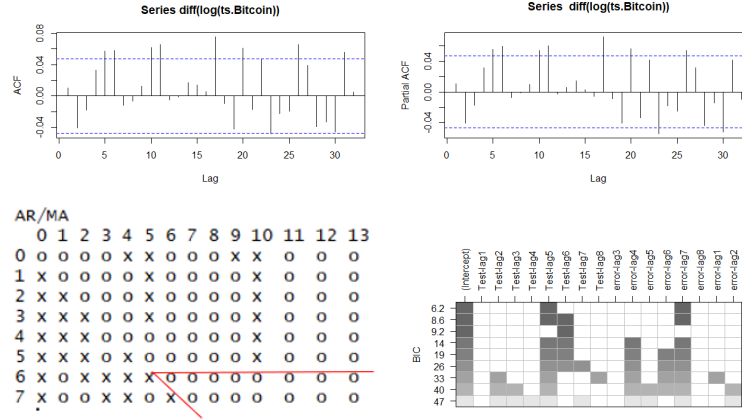 Series diff(log(ts.Bitcoin))
ACF
0.08
0.04
0.00
-0.04
0 5 10 15 20 25 30
Lag
Series diff(log(ts.Bitcoin))
Partial ACF
0.04
0.00
-0.04
0 5 10 15 20 25 30
Lag
AR/MA
0 1 2 3 4 5 6 7 8 9 10 11 12 13
0 o o o o x x o o o x x o o o
1 x o o o o x o o o o x o o o
2 x x o o o x o o o o x o o o
3 x x o o o x o o o o x o o o
4 x x x o o o o o o o x o o o
5 x x x o x x o o o o x o o o
6 x o x x x x o o o o o o o o
7 x o x x o x x o o o o o o o
(Intercept)
Test-lag1
Test-lag2
Test-lag3
Test-lag4
Test-lag5
Test-lag6
Test-lag7
Test-lag8
error-lag3
error-lag4
error-lag5
error-lag6
error-lag7
error-lag8
error-lag1
error-lag2
BIC
6.2
8.6
9.2
14
19
26
33
40
47